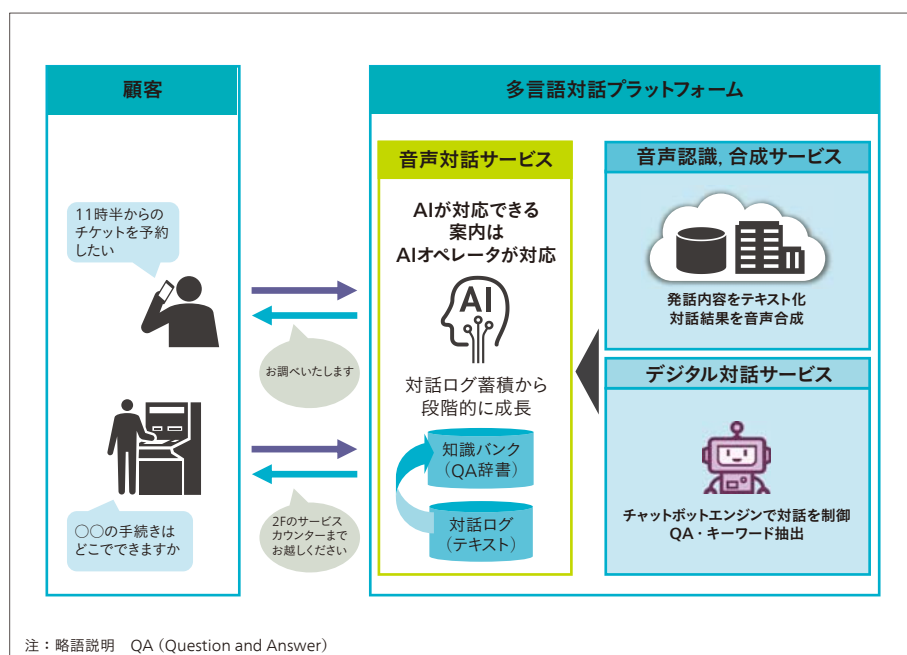 顧客
11時半からの
チケットを予約
したい
お調べいたします
○○の手続きは
どこでできますか
2Fのサービス
カウンターまで
お越しください
多言語対話プラットフォーム
音声対話サービス
AIが対応できる
案内は
AIオペレータが対応
AI
対話ログ蓄積から
段階的に成長
知識バンク
（QA辞書）
対話ログ
（テキスト）
音声認識, 合成サービス
発話内容をテキスト化
対話結果を音声合成
デジタル対話サービス
チャットボットエンジンで対話を制御
QA・キーワード抽出
注：略語説明　QA（Question and Answer）